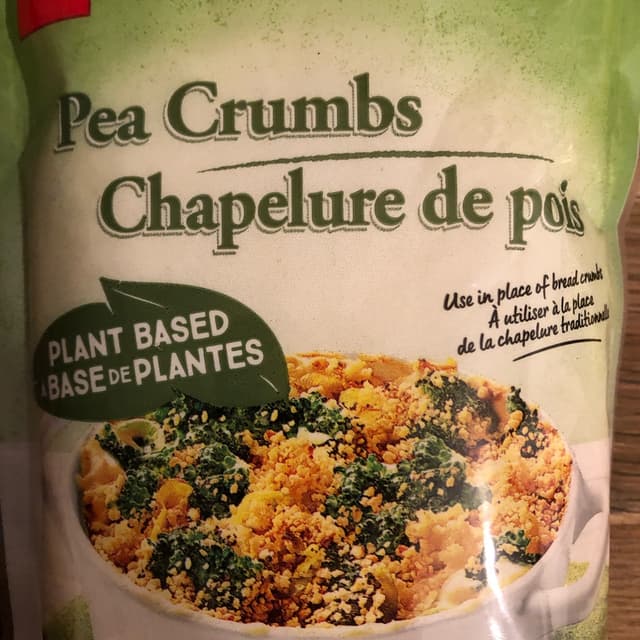 Pea Crumbs
Chapelure de pois
PLANT BASED
À BASE DE PLANTES
Use in place of bread crumbs
À utiliser à la place
de la chapelure traditionnelle